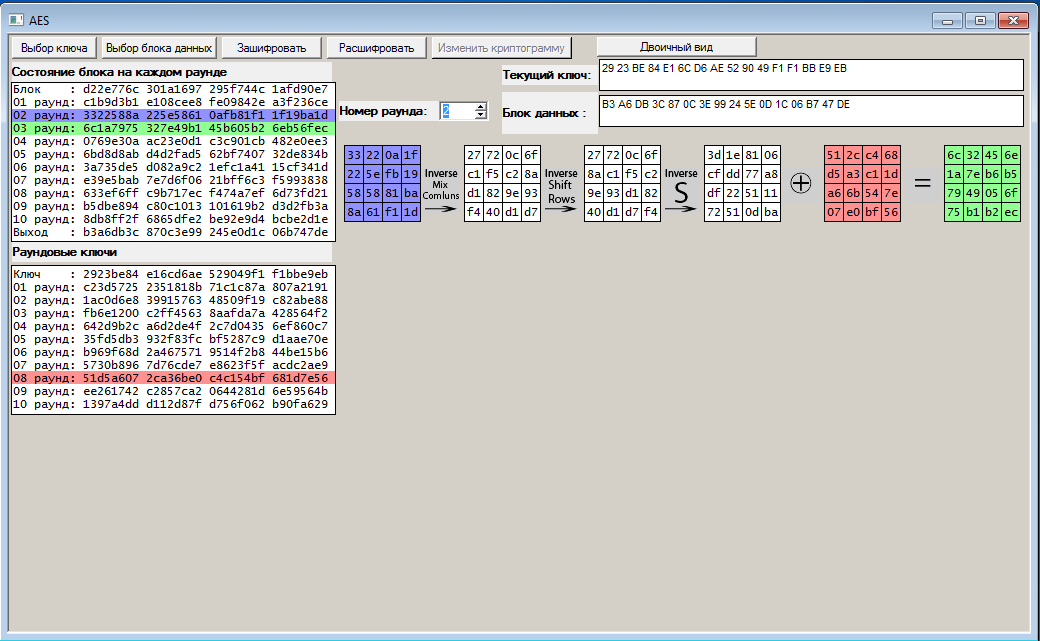 AES
Выбор ключа Выбор блока данных Зашифровать Расшифровать Изменить криптограмму Двоичный вид
Состояние блока на каждом раунде
Блок : d22e776c 301a1697 295f744c 1afd90e7
01 раунд: c1b9d3b1 e108cee8 fe09842e a3f236ce
02 раунд: 3322588a 225e5861 0afb81f1 1f19ba1d
03 раунд: 6c1a7975 327e49b1 45b605b2 6eb56fec
04 раунд: 0769e30a ac23e0d1 c3c901cb 482e0ee3
05 раунд: 6bd8d8ab d4d2fad5 62bf7407 32de834b
06 раунд: 3a735de5 d082a9c2 1efc1a41 15cf341d
07 раунд: e39e5bab 7e7d6f06 21bff6c3 f5993838
08 раунд: 633ef6ff c9b717ec f474a7ef 6d73fd21
09 раунд: b5dbe894 c80c1013 101619b2 d3d2fb3a
10 раунд: 8db8ff2f 6865dfe2 be92e9d4 bcbe2d1e
Выход : b3a6db3c 870c3e99 245e0d1c 06b747de
Раундовые ключи
Ключ : 2923be84 e16cd6ae 529049f1 f1bbe9eb
01 раунд: c23d5725 2351818b 71c1c87a 807a2191
02 раунд: 1ac0d6e8 39915763 48509f19 c82abe88
03 раунд: fb6e1200 c2ff4563 8aafda7a 428564f2
04 раунд: 642d9b2c a6d2de4f 2c7d0435 6ef860c7
05 раунд: 35fd5db3 932f83fc bf5287c9 d1aae70e
06 раунд: b969f68d 2a467571 9514f2b8 44be15b6
07 раунд: 5730b896 7d76cde7 e8623f5f acdc2ae9
08 раунд: 51d5a607 2ca36be0 c4c154bf 681d7e56
09 раунд: ee261742 c2857ca2 0644281d 6e59564b
10 раунд: 1397a4dd d112d87f d756f062 b90fa629
Текущий ключ: 29 23 BE 84 E1 6C D6 AE 52 90 49 F1 F1 BB E9 EB
Номер раунда: 2
Блок данных : B3 A6 DB 3C 87 0C 3E 99 24 5E 0D 1C 06 B7 47 DE
33 22 0a 1f
22 5e fb 19
58 58 81 ba
8a 61 f1 1d
Inverse
Mix
Comluns
27 72 0c 6f
c1 f5 c2 8a
d1 82 9e 93
f4 40 d1 d7
Inverse
Shift
Rows
27 72 0c 6f
8a c1 f5 c2
9e 93 d1 82
40 d1 d7 f4
Inverse
S
3d 1e 81 06
cf dd 77 a8
df 22 51 11
72 51 0d ba
⊕
51 2c c4 68
d5 a3 c1 1d
a6 6b 54 7e
07 e0 bf 56
=
6c 32 45 6e
1a 7e b6 b5
79 49 05 6f
75 b1 b2 ec